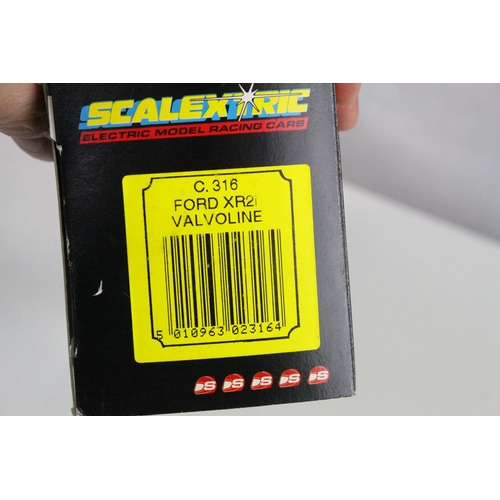 SCALEXTRIC
ELECTRIC MODEL RACING CARS
C.316
FORD XR2i
VALVOLINE
5 010963 023164